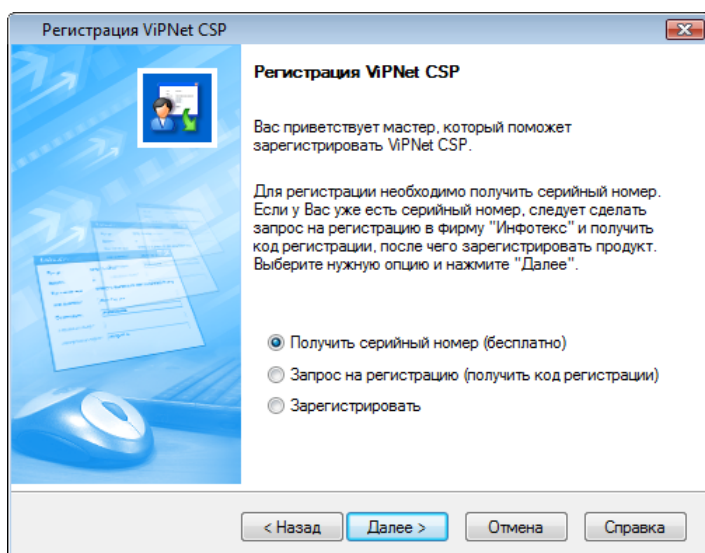 Регистрация ViPNet CSP
Регистрация ViPNet CSP
Вас приветствует мастер, который поможет
зарегистрировать ViPNet CSP.
Для регистрации необходимо получить серийный номер.
Если у Вас уже есть серийный номер, следует сделать
запрос на регистрацию в фирму "Инфотекс" и получить
код регистрации, после чего зарегистрировать продукт.
Выберите нужную опцию и нажмите "Далее".
Получить серийный номер (бесплатно)
Запрос на регистрацию (получить код регистрации)
Зарегистрировать
< Назад
Далее >
Отмена
Справка